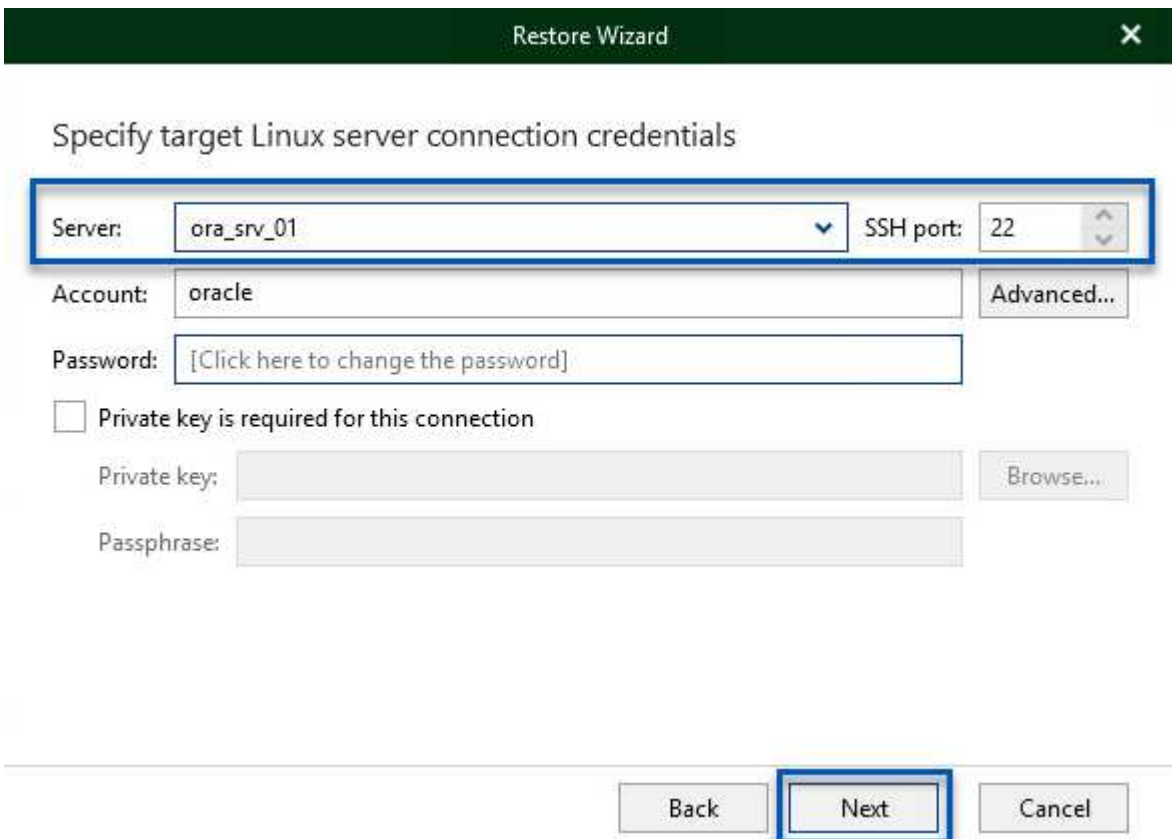 Restore Wizard
Specify target Linux server connection credentials
Server: ora_srv_01 SSH port: 22
Account: oracle Advanced...
Password: [Click here to change the password]
Private key is required for this connection
Private key: Browse...
Passphrase:
Back Next Cancel